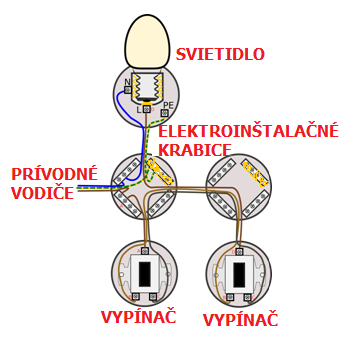 SVIETIDLO
N
L
PE
ELEKTROINŠTALAČNÉ
KRABICE
PRÍVODNÉ
VODIČE
VYPÍNAČ
VYPÍNAČ